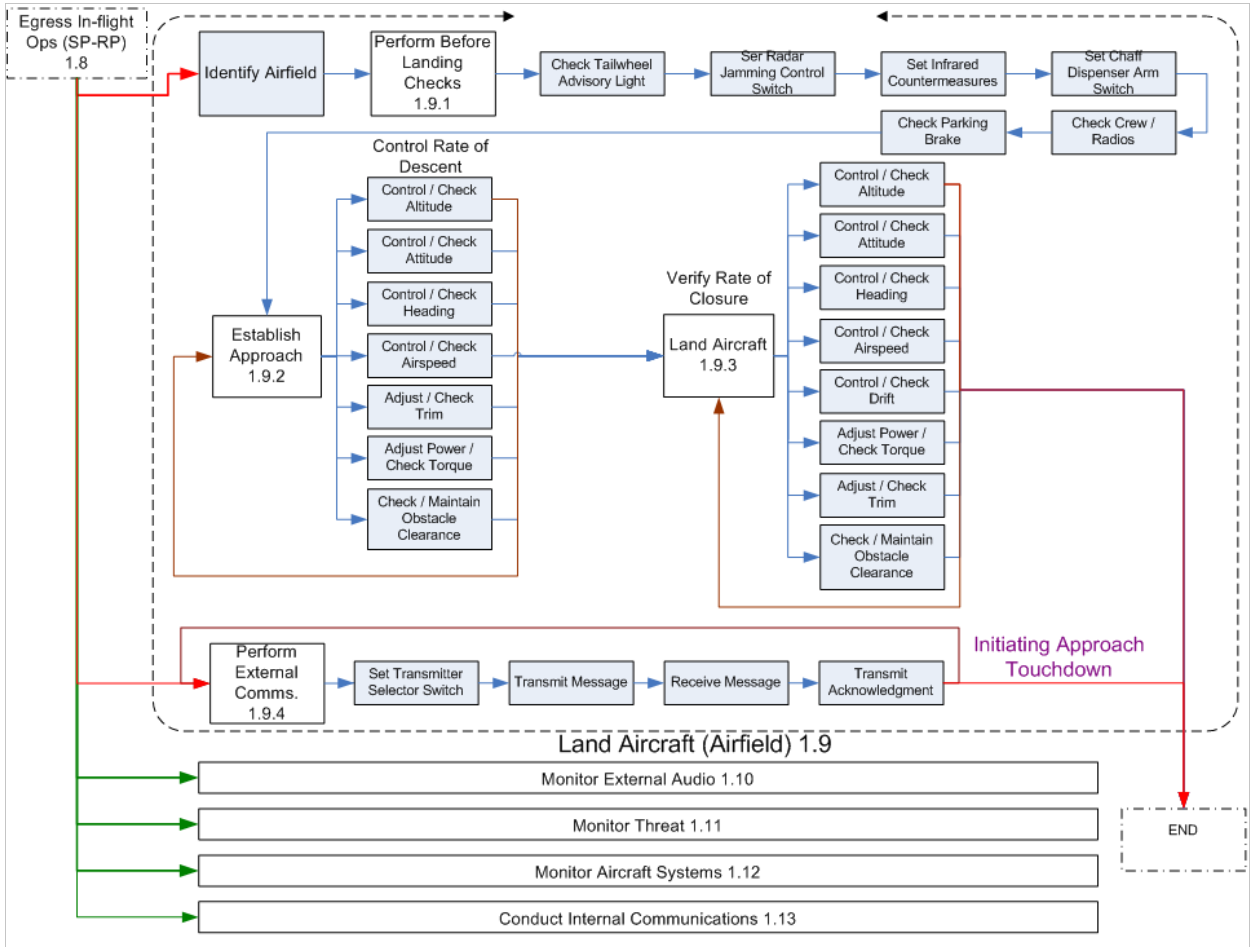 Egress In-flight
Ops (SP-RP)
1.8
Identify Airfield
Perform Before
Landing
Checks
1.9.1
Check Tailwheel
Advisory Light
Ser Radar
Jamming Control
Switch
Set Infrared
Countermeasures
Set Chaff
Dispenser Arm
Switch
Check Parking
Brake
Check Crew /
Radios
Control Rate of
Descent
Control / Check
Altitude
Control / Check
Attitude
Control / Check
Heading
Establish
Approach
1.9.2
Control / Check
Airspeed
Adjust / Check
Trim
Adjust Power /
Check Torque
Check / Maintain
Obstacle
Clearance
Verify Rate of
Closure
Land Aircraft
1.9.3
Control / Check
Altitude
Control / Check
Attitude
Control / Check
Heading
Control / Check
Airspeed
Control / Check
Drift
Adjust Power /
Check Torque
Adjust / Check
Trim
Check / Maintain
Obstacle
Clearance
Perform
External
Comms.
1.9.4
Set Transmitter
Selector Switch
Transmit Message
Receive Message
Transmit
Acknowledgment
Initiating Approach
Touchdown
Land Aircraft (Airfield) 1.9
Monitor External Audio 1.10
Monitor Threat 1.11
Monitor Aircraft Systems 1.12
Conduct Internal Communications 1.13
END